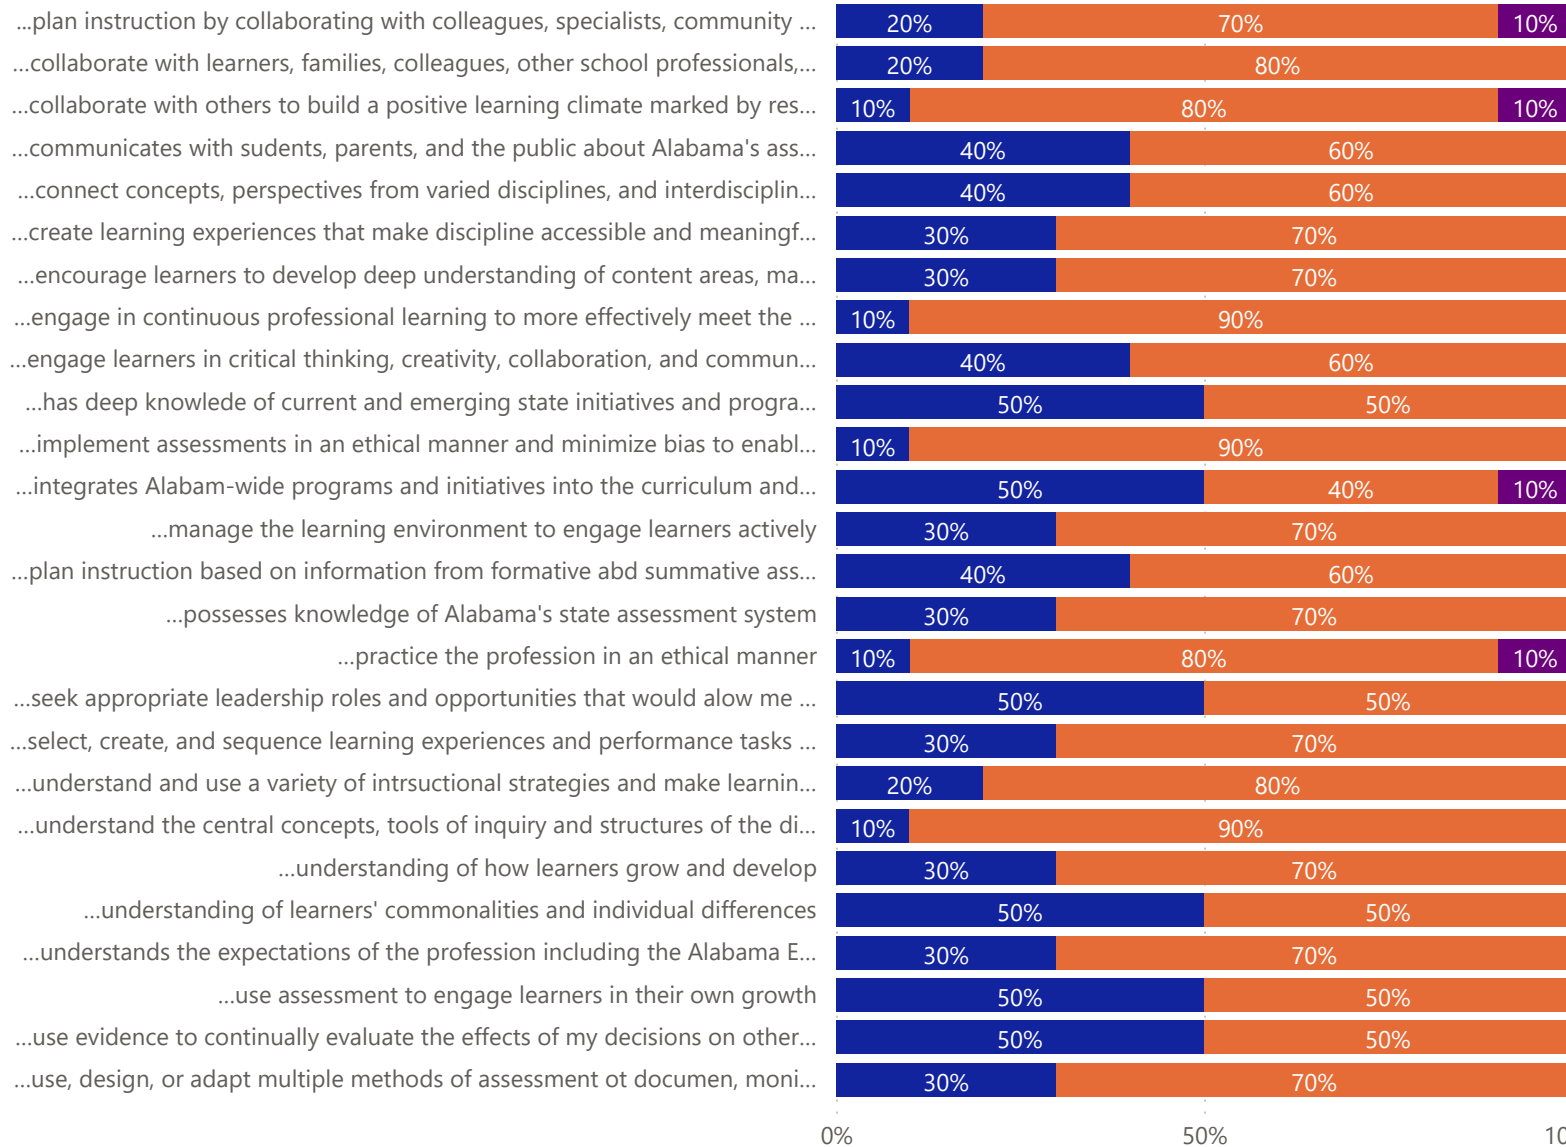 ...plan instruction by collaborating with colleagues, specialists, community ... 20% 70% 10%
...collaborate with learners, families, colleagues, other school professionals,... 20% 80%
...collaborate with others to build a positive learning climate marked by res... 10% 80% 10%
...communicates with sudents, parents, and the public about Alabama's ass... 40% 60%
...connect concepts, perspectives from varied disciplines, and interdisciplin... 40% 60%
...create learning experiences that make discipline accessible and meaningf... 30% 70%
...encourage learners to develop deep understanding of content areas, ma... 30% 70%
...engage in continuous professional learning to more effectively meet the ... 10% 90%
...engage learners in critical thinking, creativity, collaboration, and commun... 40% 60%
...has deep knowlede of current and emerging state initiatives and progra... 50% 50%
...implement assessments in an ethical manner and minimize bias to enabl... 10% 90%
...integrates Alabam-wide programs and initiatives into the curriculum and... 50% 40% 10%
...manage the learning environment to engage learners actively 30% 70%
...plan instruction based on information from formative abd summative ass... 40% 60%
...possesses knowledge of Alabama's state assessment system 30% 70%
...practice the profession in an ethical manner 10% 80% 10%
...seek appropriate leadership roles and opportunities that would alow me ... 50% 50%
...select, create, and sequence learning experiences and performance tasks ... 30% 70%
...understand and use a variety of intrsuctional strategies and make learnin... 20% 80%
...understand the central concepts, tools of inquiry and structures of the di... 10% 90%
...understanding of how learners grow and develop 30% 70%
...understanding of learners' commonalities and individual differences 50% 50%
...understands the expectations of the profession including the Alabama E... 30% 70%
...use assessment to engage learners in their own growth 50% 50%
...use evidence to continually evaluate the effects of my decisions on other... 50% 50%
...use, design, or adapt multiple methods of assessment ot documen, moni... 30% 70%
0% 50% 10